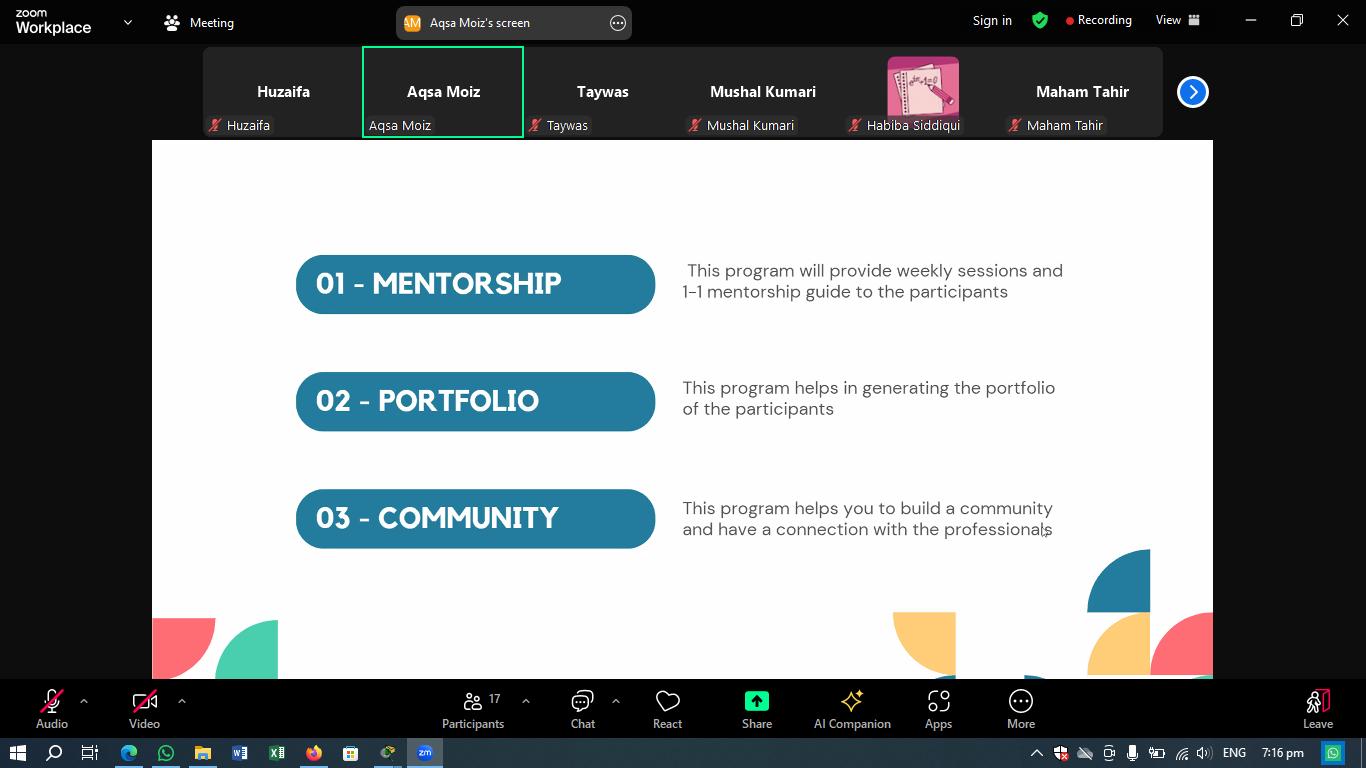 zoom
Workplace
Meeting
AM
Aqsa Moiz's screen
Sign in
Recording
View
Huzaifa
Aqsa Moiz
Taywas
Mushal Kumari
Maham Tahir
Huzaifa
Aqsa Moiz
Taywas
Mushal Kumari
Habiba Siddiqui
Maham Tahir
01 - MENTORSHIP
This program will provide weekly sessions and
1-1 mentorship guide to the participants
02 - PORTFOLIO
This program helps in generating the portfolio
of the participants
03 - COMMUNITY
This program helps you to build a community
and have a connection with the professionals
17
Audio
Video
Participants
Chat
React
Share
AI Companion
Apps
More
Leave
zm
ENG
7:16 pm